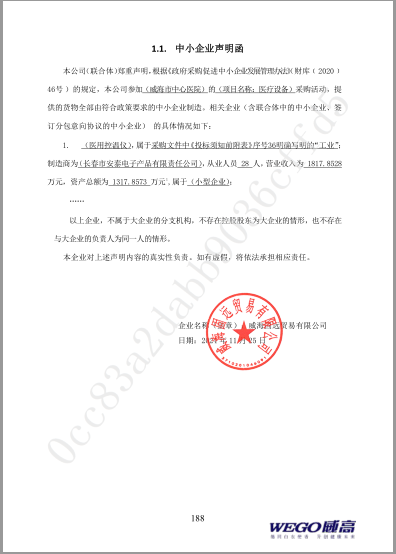 1.1. 中小企业声明函
本公司(联合体)郑重声明,根据《政府采购促进中小企业发展管理办法》(财库﹝2020﹞
46号)的规定,本公司参加(威海市中心医院)的(项目名称:医疗设备)采购活动,提
供的货物全部由符合政策要求的中小企业制造。相关企业(含联合体中的中小企业、签
订分包意向协议的中小企业)的具体情况如下:
1. (医用控温仪),属于采购文件中《投标须知前附表》序号36明确写明的“工业”;
制造商为(长春市安泰电子产品有限责任公司),从业人员 28 人,营业收入为 1817.8528
万元,资产总额为 1317.8573 万元¹,属于(小型企业);
……
以上企业,不属于大企业的分支机构,不存在控股股东为大企业的情形,也不存在
与大企业的负责人为同一人的情形。
本企业对上述声明内容的真实性负责。如有虚假,将依法承担相应责任。
企业名称(盖章):威海 远贸易有限公司
日期: 年11月25日
0cc83a2dabb9036c1fdb
188
WEGO威高